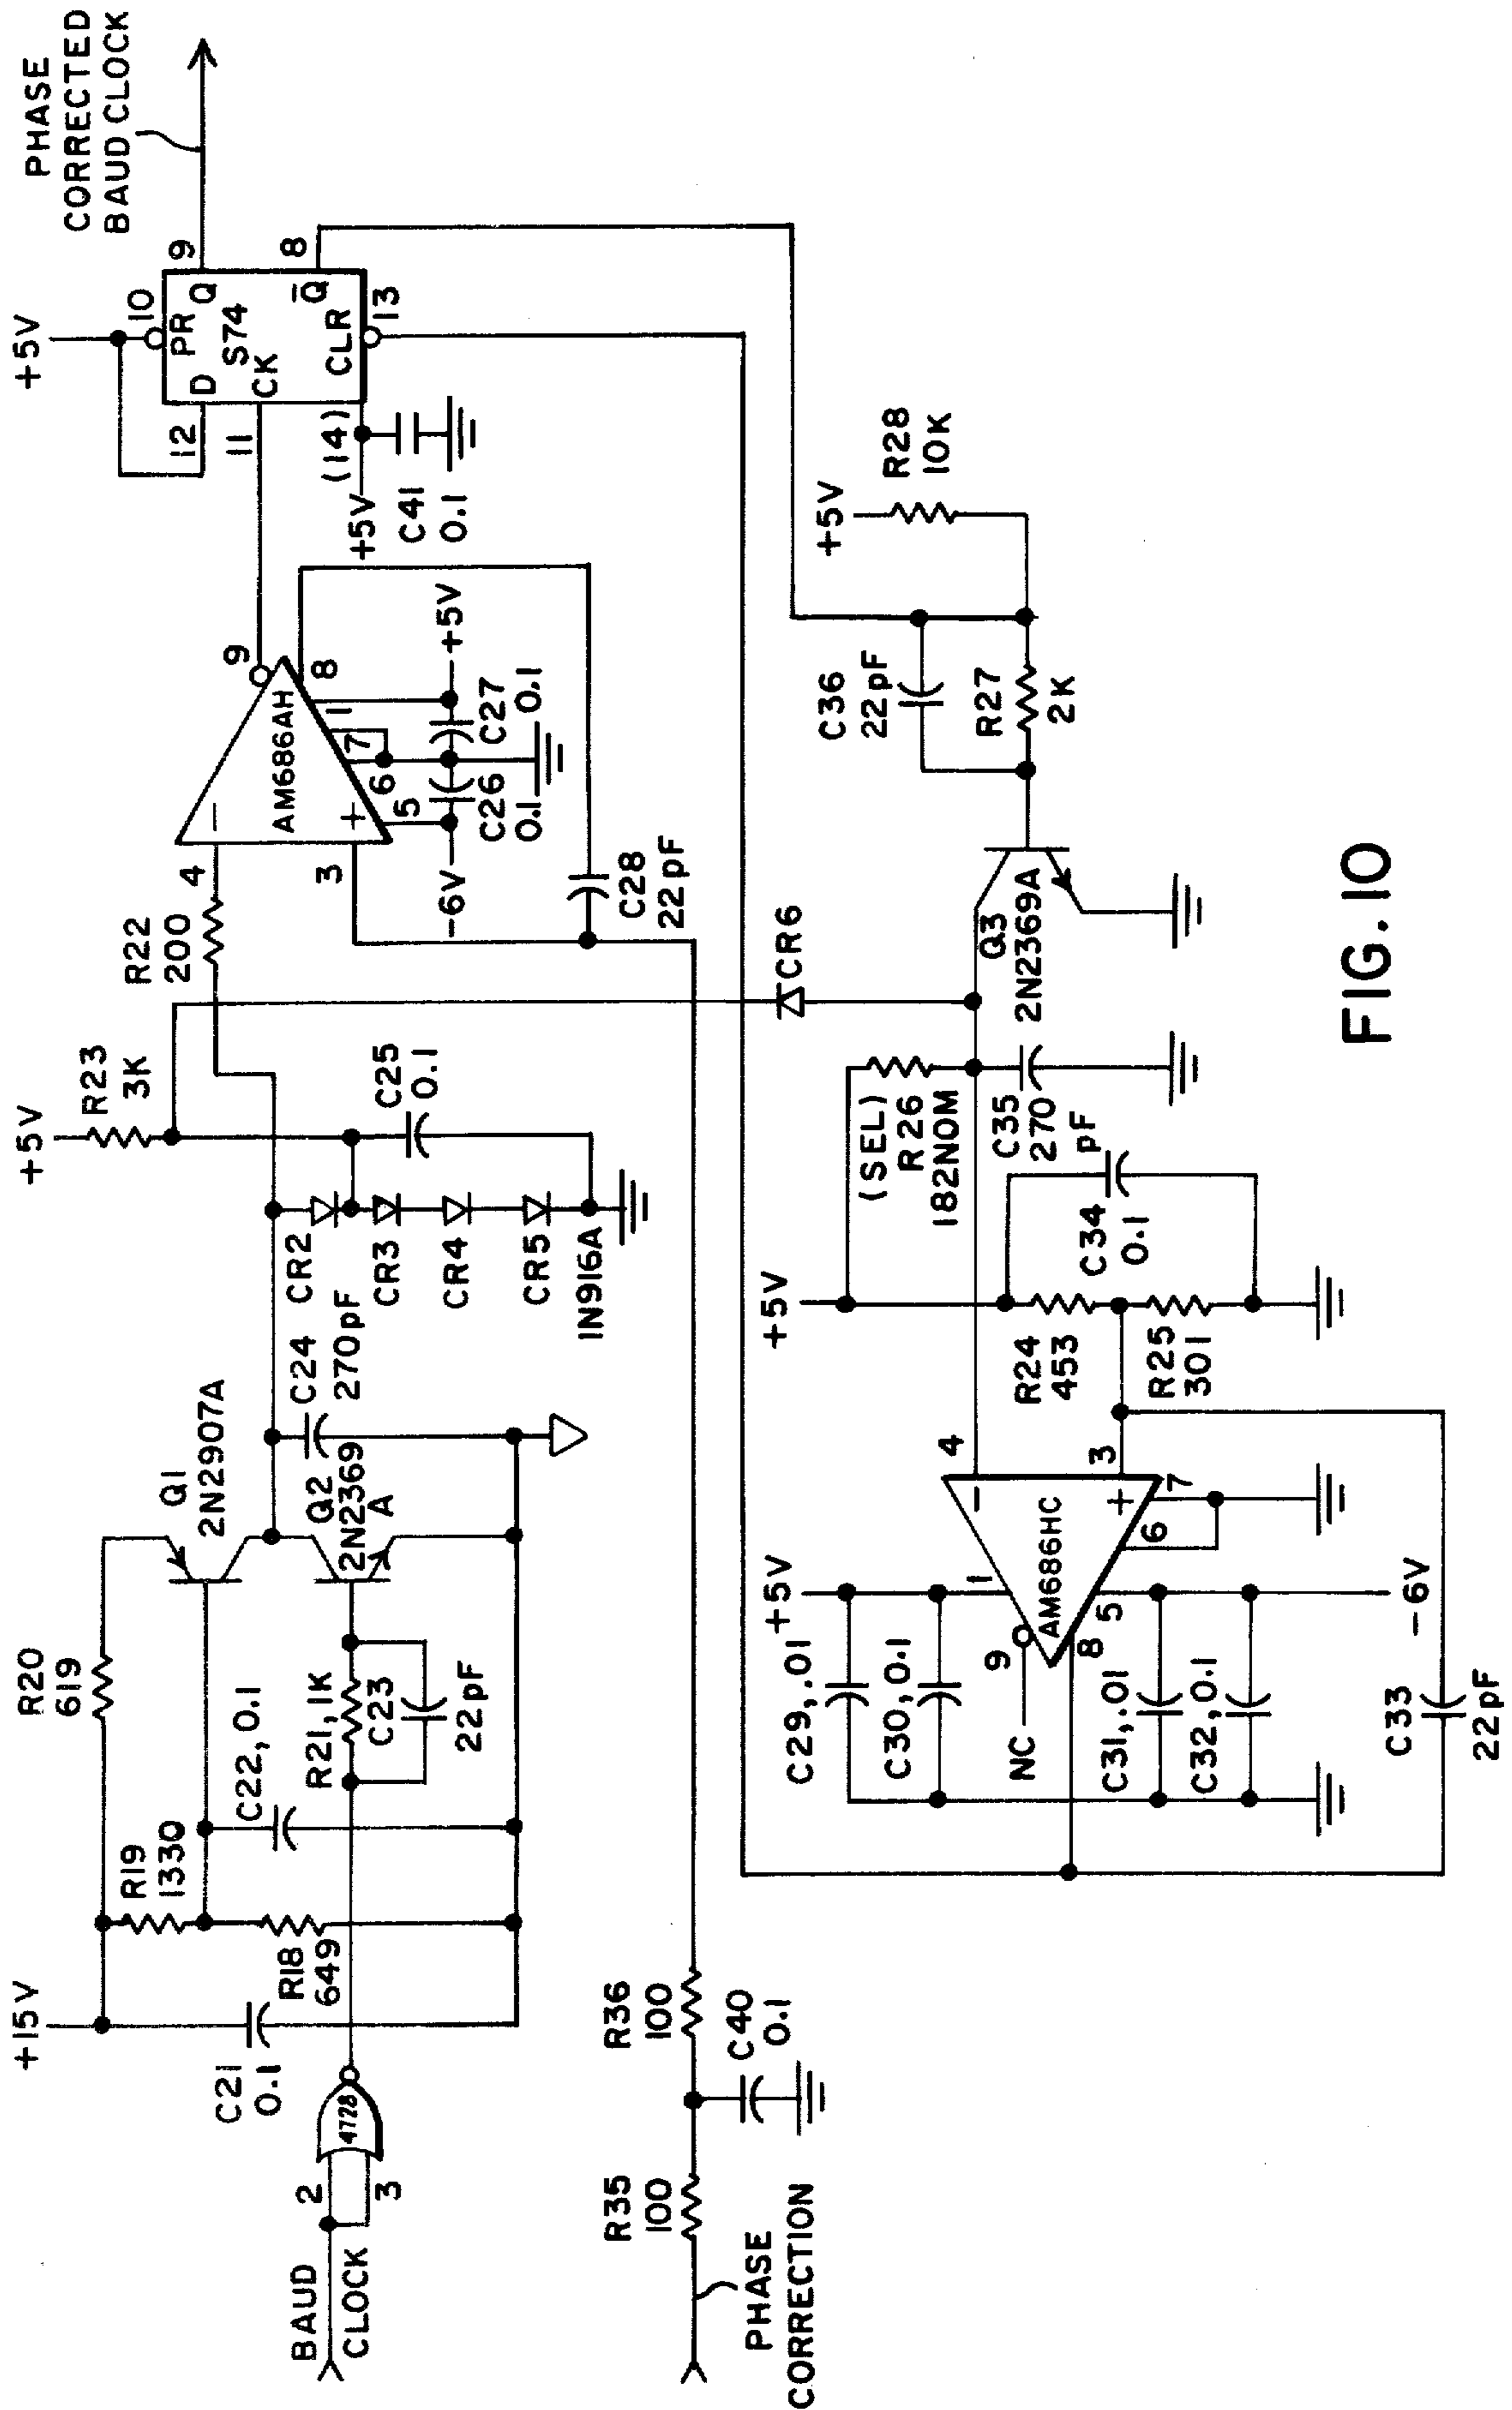 PHASE
CORRECTED
BAUD CLOCK
+5V
10
PR
D
Q
9
12
S74
CK
11
Q
8
CLR
13
(14)
+5V
C41
0.1
9
AM686AH
8
1
7
6
5
+5V
C27
0.1
C26
0.1
-6V
4
3
−
+
R22
200
C28
22pF
+5V
R23
3K
C25
0.1
CR2
CR3
CR4
CR5
1N916A
CR6
C24
270pF
Q1
2N2907A
Q2
2N2369
A
R20
619
C22, 0.1
R21, 1K
C23
22pF
R19
1330
R18
649
+15V
C21
0.1
4728
2
3
BAUD
CLOCK
R36
100
C40
0.1
R35
100
PHASE
CORRECTION
+5V
R28
10K
C36
22pF
R27
2K
Q3
2N2369A
(SEL)
R26
182NOM
C35
270
pF
C34
0.1
+5V
R24
453
R25
301
4
3
−
+
7
6
AM686HC
1
5
8
9
+5V
NC
C29, .01
C30, 0.1
C31, .01
C32, 0.1
-6V
C33
22pF
FIG. 10